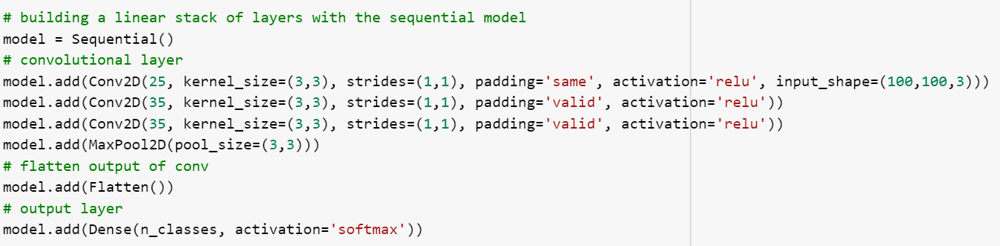 # building a linear stack of layers with the sequential model
model = Sequential()
# convolutional layer
model.add(Conv2D(25, kernel_size=(3,3), strides=(1,1), padding='same', activation='relu', input_shape=(100,100,3)))
model.add(Conv2D(35, kernel_size=(3,3), strides=(1,1), padding='valid', activation='relu'))
model.add(Conv2D(35, kernel_size=(3,3), strides=(1,1), padding='valid', activation='relu'))
model.add(MaxPool2D(pool_size=(3,3)))
# flatten output of conv
model.add(Flatten())
# output layer
model.add(Dense(n_classes, activation='softmax'))